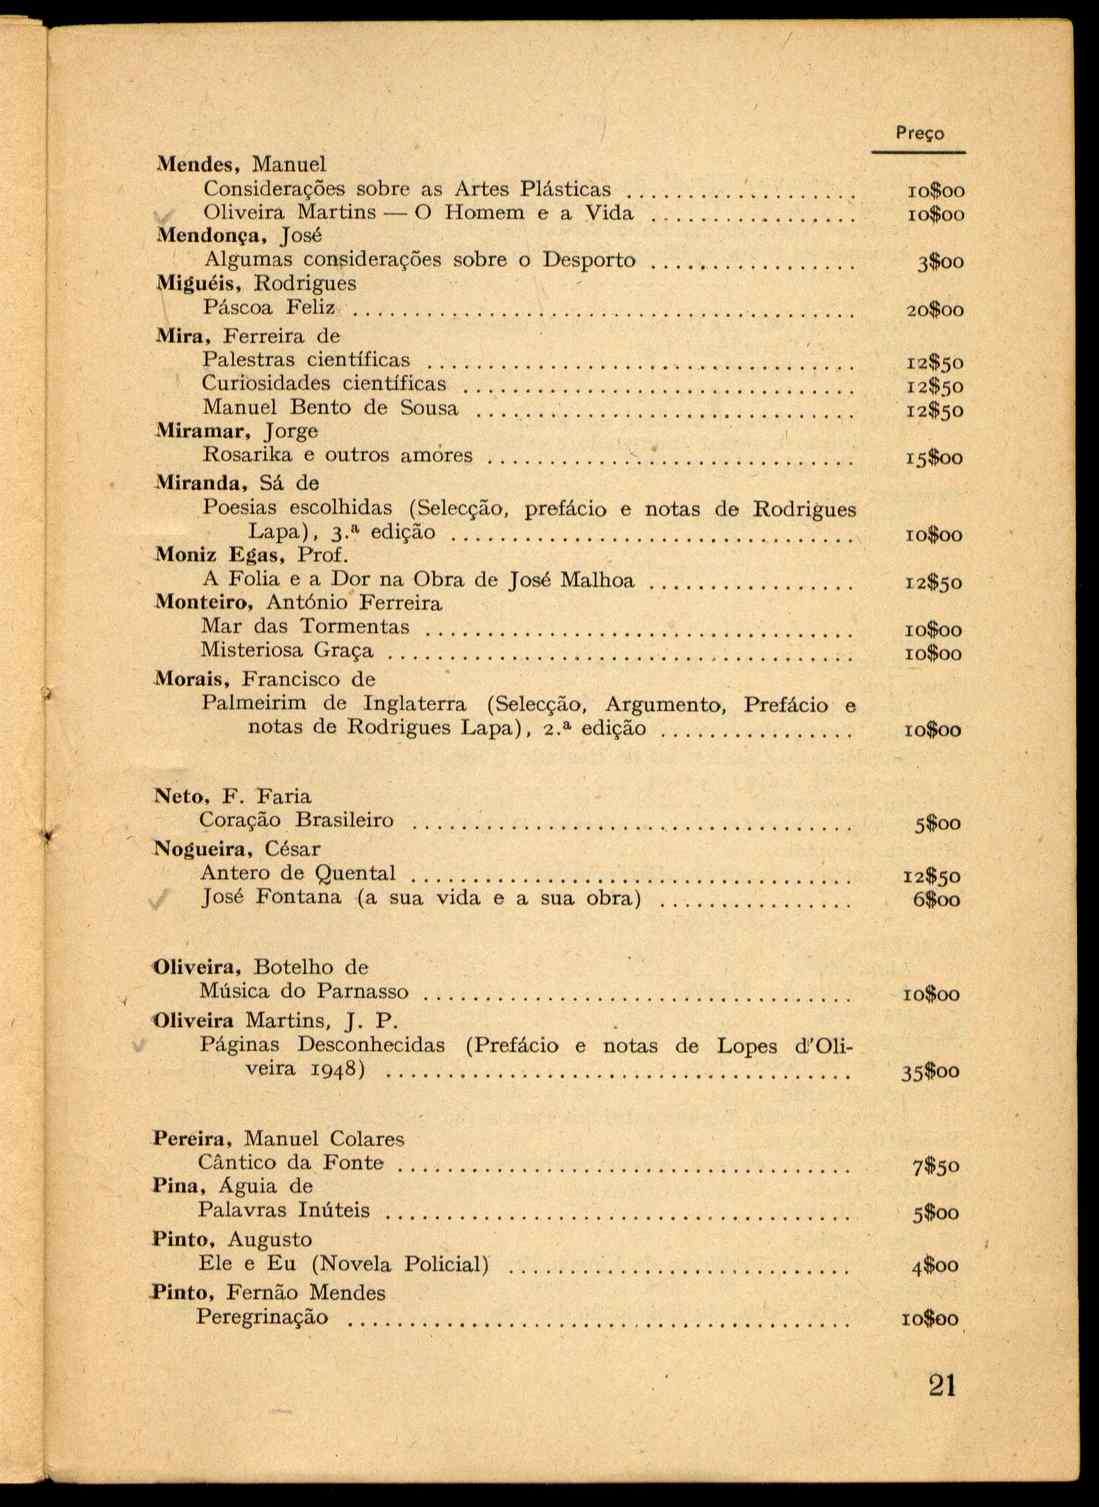 Preço
Mendes, Manuel
Considerações sobre as Artes Plásticas ................... 10$00
Oliveira Martins — O Homem e a Vida ................. 10$00
Mendonça, José
Algumas considerações sobre o Desporto ................. 3$00
Miguéis, Rodrigues
Páscoa Feliz ......................................... 20$00
Mira, Ferreira de
Palestras científicas ................................... 12$50
Curiosidades científicas ................................ 12$50
Manuel Bento de Sousa ............................... 12$50
Miramar, Jorge
Rosarika e outros amores .............................. 15$00
Miranda, Sá de
Poesias escolhidas (Selecção, prefácio e notas de Rodrigues
Lapa), 3.ª edição ................................. 10$00
Moniz Egas, Prof.
A Folia e a Dor na Obra de José Malhoa ................. 12$50
Monteiro, António Ferreira
Mar das Tormentas ................................... 10$00
Misteriosa Graça ...................................... 10$00
Morais, Francisco de
Palmeirim de Inglaterra (Selecção, Argumento, Prefácio e
notas de Rodrigues Lapa), 2.ª edição ................ 10$00
Neto, F. Faria
Coração Brasileiro .................................... 5$00
Nogueira, César
Antero de Quental .................................... 12$50
José Fontana (a sua vida e a sua obra) ................ 6$00
Oliveira, Botelho de
Música do Parnasso ................................... 10$00
Oliveira Martins, J. P.
Páginas Desconhecidas (Prefácio e notas de Lopes d'Oli-
veira 1948) ...................................... 35$00
Pereira, Manuel Colares
Cântico da Fonte ..................................... 7$50
Pina, Águia de
Palavras Inúteis ...................................... 5$00
Pinto, Augusto
Ele e Eu (Novela Policial) ............................ 4$00
Pinto, Fernão Mendes
Peregrinação ......................................... 10$00
21